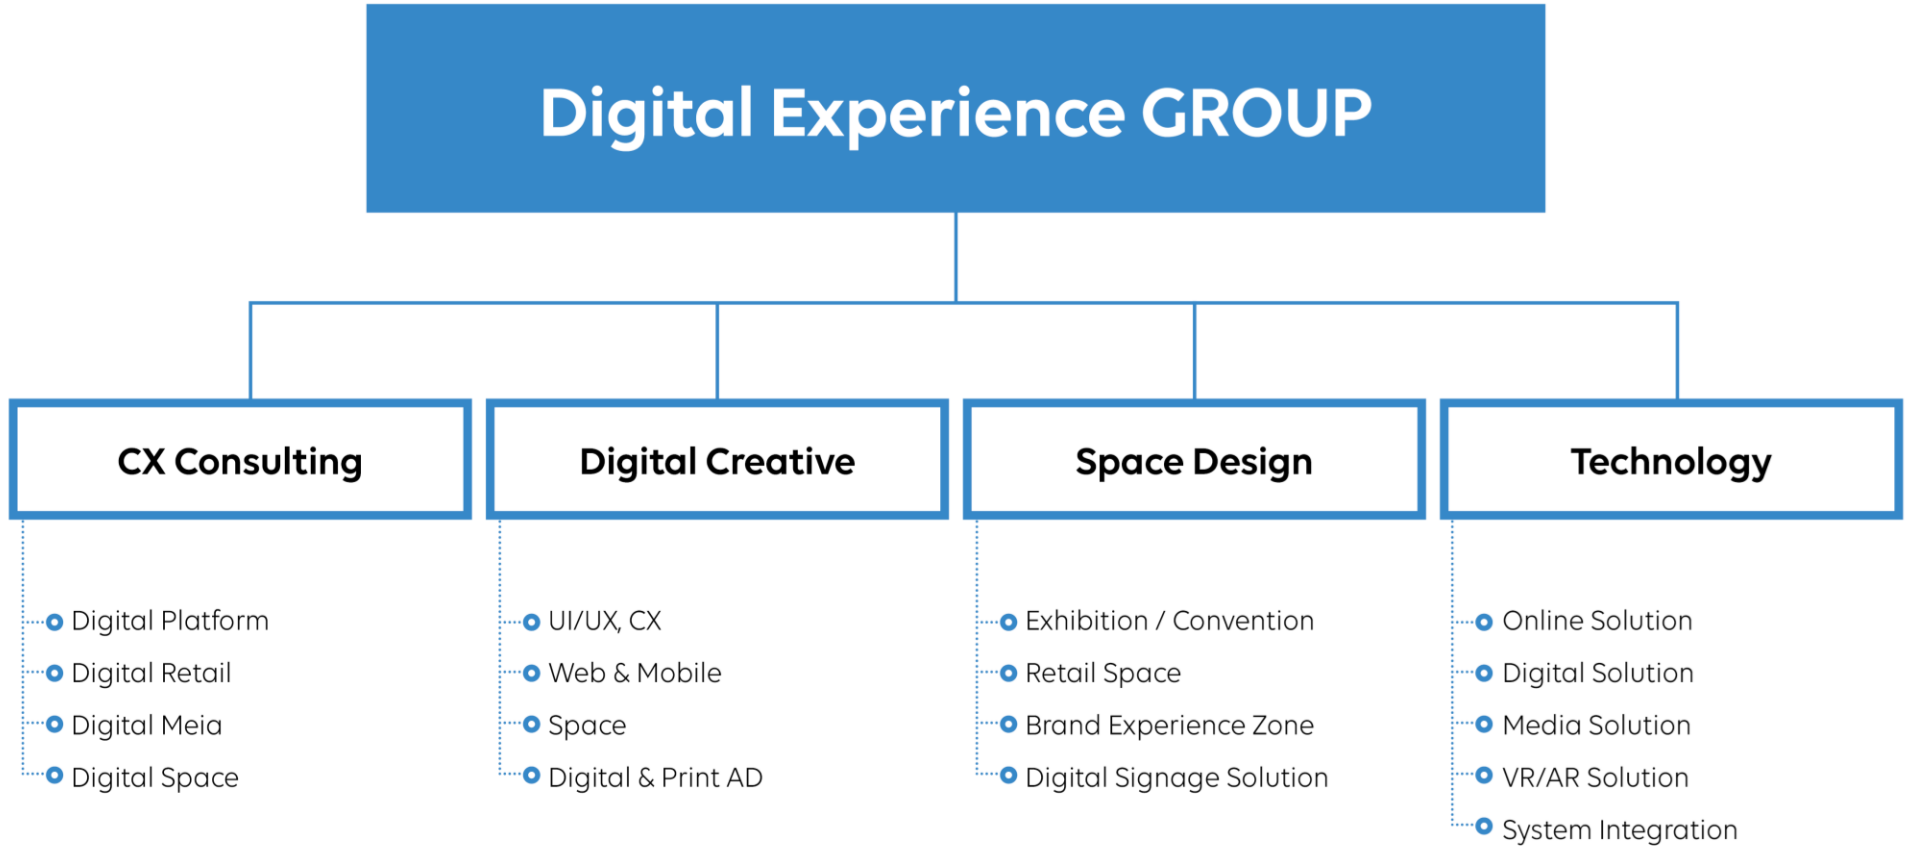 Digital Experience GROUP
CX Consulting
Digital Platform
Digital Retail
Digital Meia
Digital Space
Digital Creative
UI/UX, CX
Web & Mobile
Space
Digital & Print AD
Space Design
Exhibition / Convention
Retail Space
Brand Experience Zone
Digital Signage Solution
Technology
Online Solution
Digital Solution
Media Solution
VR/AR Solution
System Integration